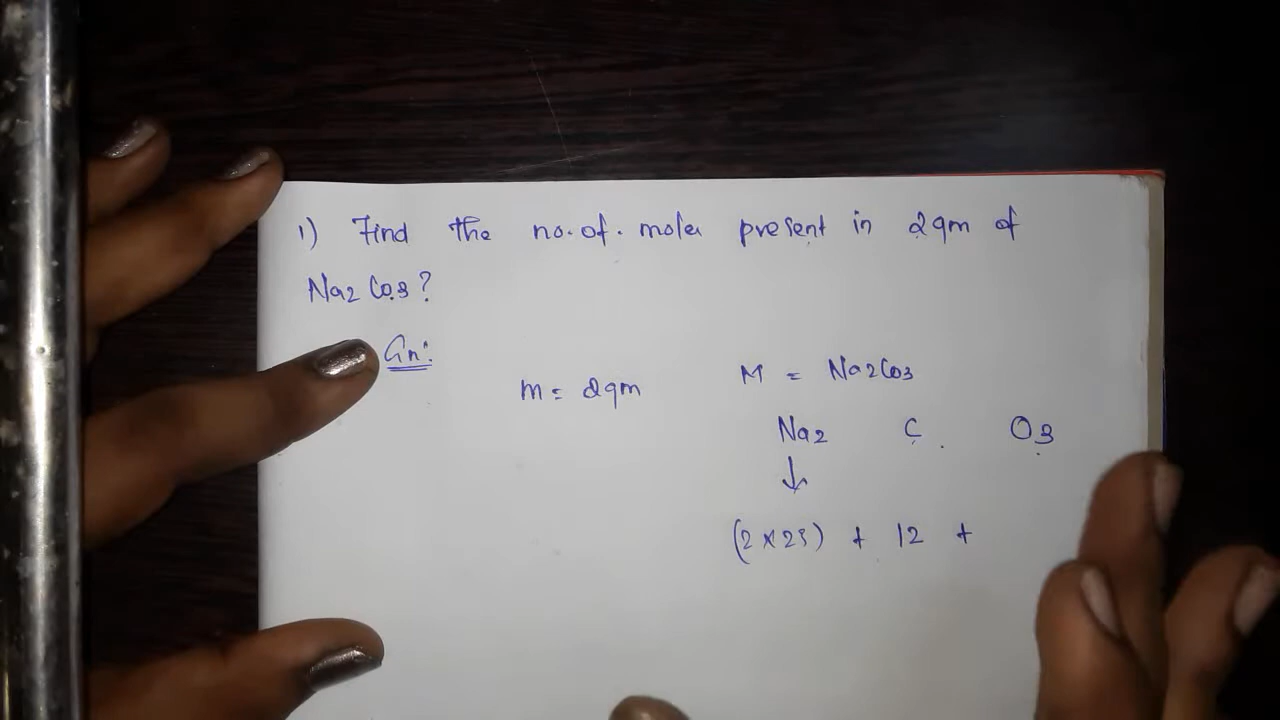 1) Find the no.of. moles present in 2gm of
Na2 Co3?
Gn:
m = 2gm
M = Na2Co3
Na2 C. O3
↓
(2×23) + 12 +